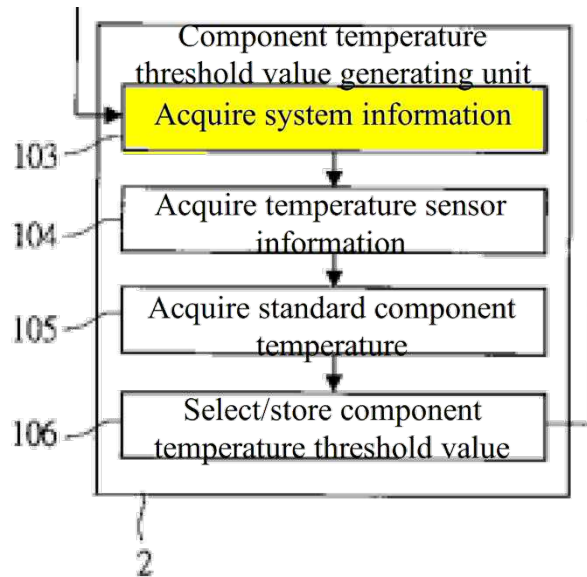 Component temperature
threshold value generating unit
Acquire system information
103
Acquire temperature sensor
information
104
Acquire standard component
temperature
105
Select/store component
temperature threshold value
106
2